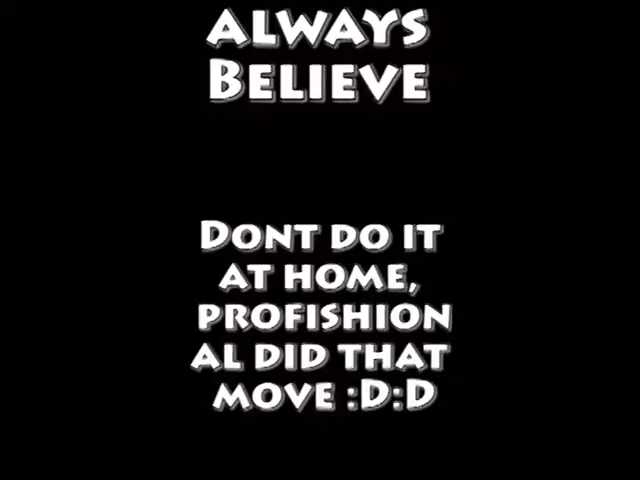 ALWAYS
BELIEVE
DONT DO IT
AT HOME,
PROFISHION
AL DID THAT
MOVE :D:D